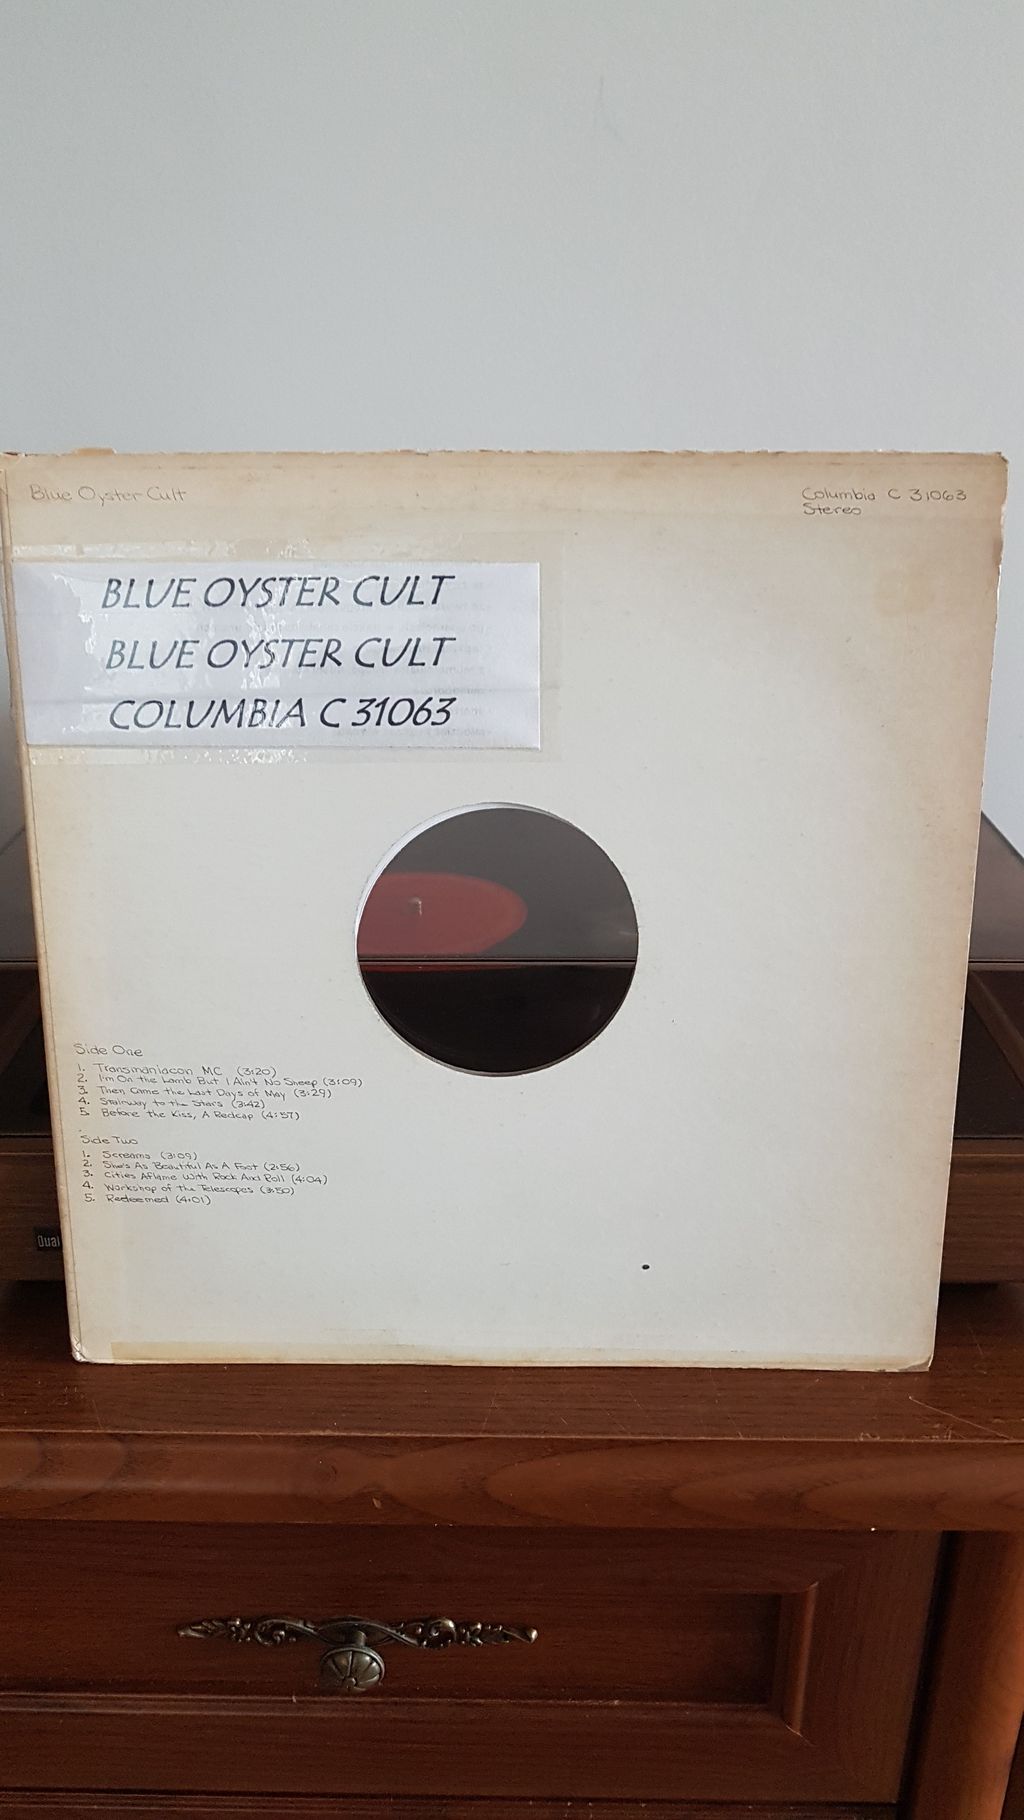 Blue Oyster Cult
Columbia C 31063
Stereo
BLUE OYSTER CULT
BLUE OYSTER CULT
COLUMBIA C 31063
Side One
1. Transmaniacon MC (3:20)
2. I'm On the Lamb But I Ain't No Sheep (3:09)
3. Then Came the Last Days of May (3:29)
4. Stairway to the Stars (3:42)
5. Before the Kiss, A Redcap (4:57)
Side Two
1. Screams (3:09)
2. She's As Beautiful As A Foot (2:56)
3. Cities Aflame With Rock And Roll (4:04)
4. Workshop of the Telescopes (3:50)
5. Redeemed (4:01)
Dual